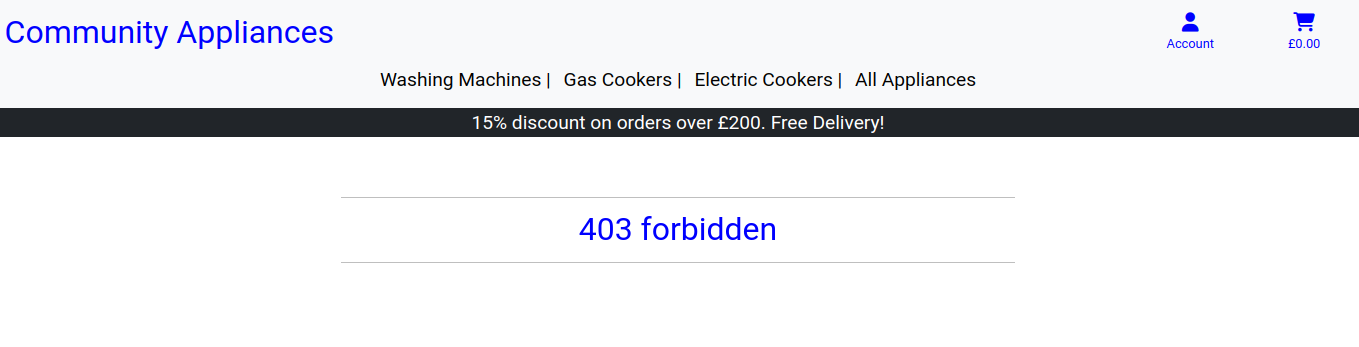 Community Appliances
Account
£0.00
Washing Machines | Gas Cookers | Electric Cookers | All Appliances
15% discount on orders over £200. Free Delivery!
403 forbidden